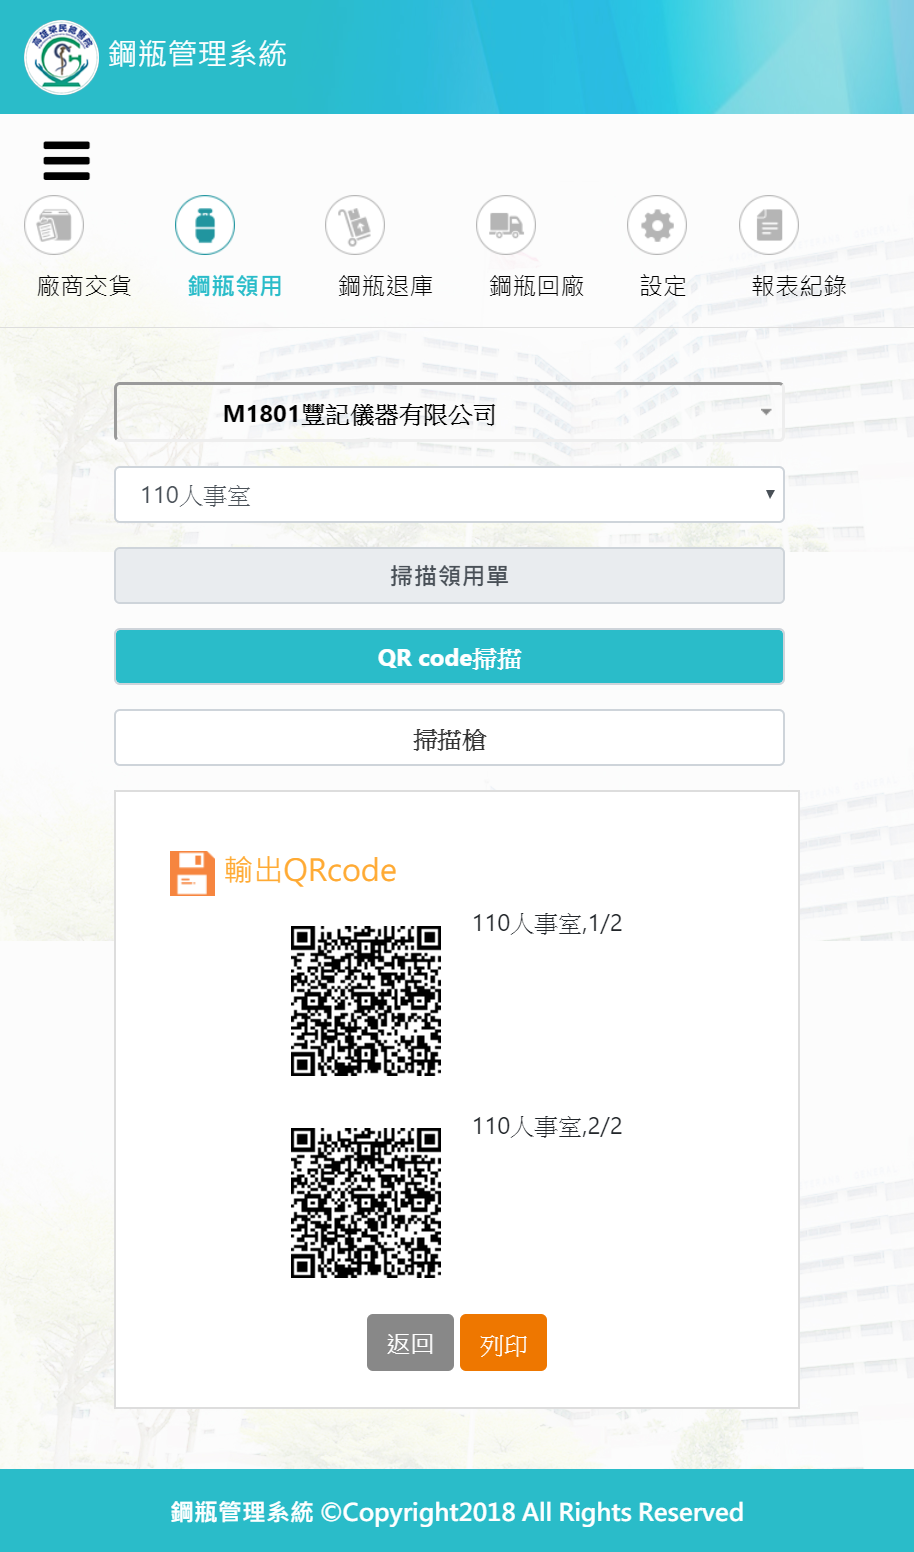 高雄榮民總醫院
鋼瓶管理系統
廠商交貨
鋼瓶領用
鋼瓶退庫
鋼瓶回廠
設定
報表紀錄
M1801豐記儀器有限公司
110人事室
掃描領用單
QR code掃描
掃描槍
輸出QRcode
110人事室,1/2
110人事室,2/2
返回
列印
鋼瓶管理系統 ©Copyright2018 All Rights Reserved